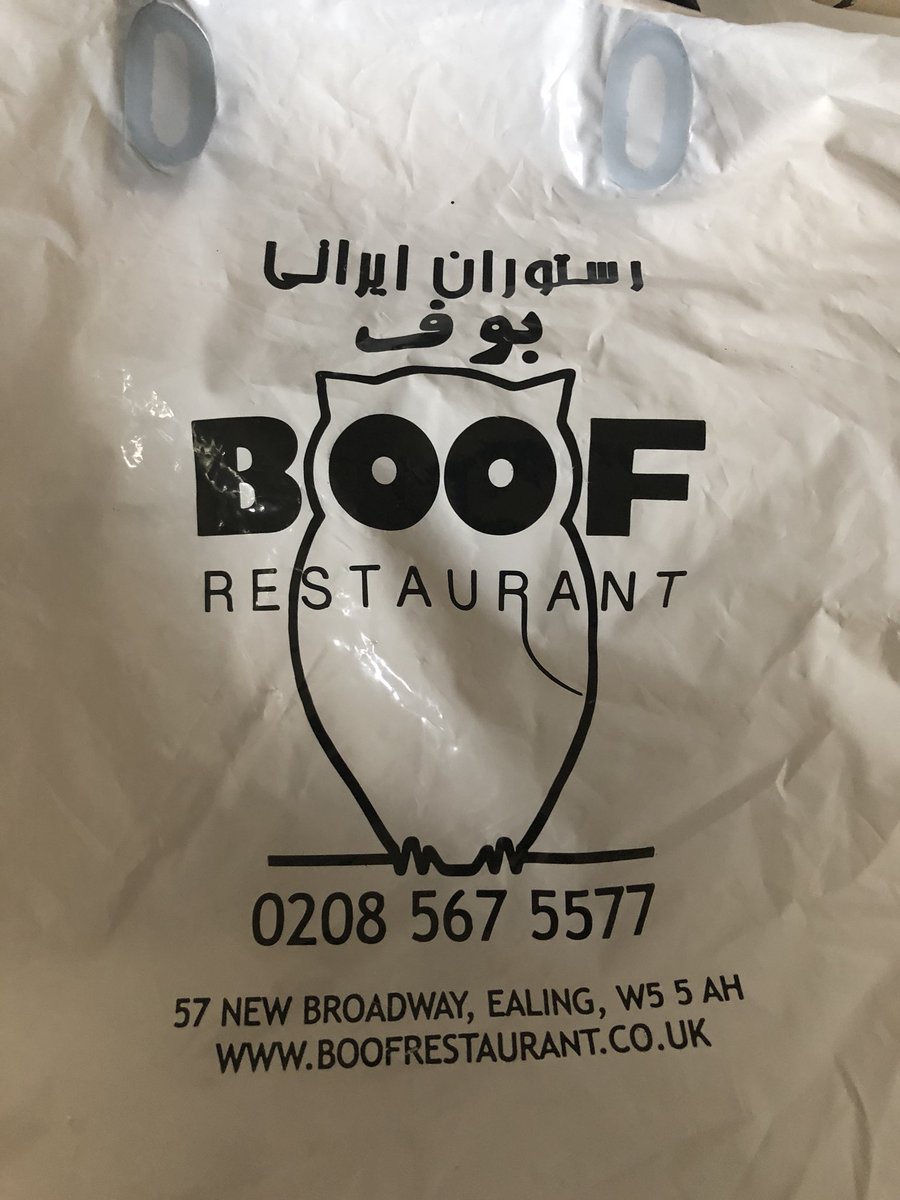 رستوران ایرانی
بوف
BOOF
RESTAURANT
0208 567 5577
57 NEW BROADWAY, EALING, W5 5 AH
WWW.BOOFRESTAURANT.CO.UK